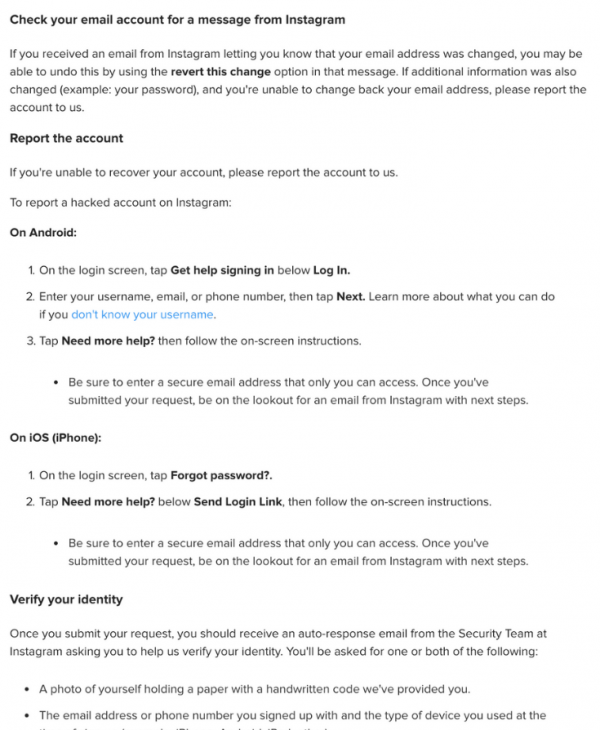 Check your email account for a message from Instagram
If you received an email from Instagram letting you know that your email address was changed, you may be
able to undo this by using the revert this change option in that message. If additional information was also
changed (example: your password), and you're unable to change back your email address, please report the
account to us.
Report the account
If you're unable to recover your account, please report the account to us.
To report a hacked account on Instagram:
On Android:
1. On the login screen, tap Get help signing in below Log In.
2. Enter your username, email, or phone number, then tap Next. Learn more about what you can do
if you don't know your username.
3. Tap Need more help? then follow the on-screen instructions.
• Be sure to enter a secure email address that only you can access. Once you've
submitted your request, be on the lookout for an email from Instagram with next steps.
On iOS (iPhone):
1. On the login screen, tap Forgot password?.
2. Tap Need more help? below Send Login Link, then follow the on-screen instructions.
• Be sure to enter a secure email address that only you can access. Once you've
submitted your request, be on the lookout for an email from Instagram with next steps.
Verify your identity
Once you submit your request, you should receive an auto-response email from the Security Team at
Instagram asking you to help us verify your identity. You'll be asked for one or both of the following:
• A photo of yourself holding a paper with a handwritten code we've provided you.
• The email address or phone number you signed up with and the type of device you used at the